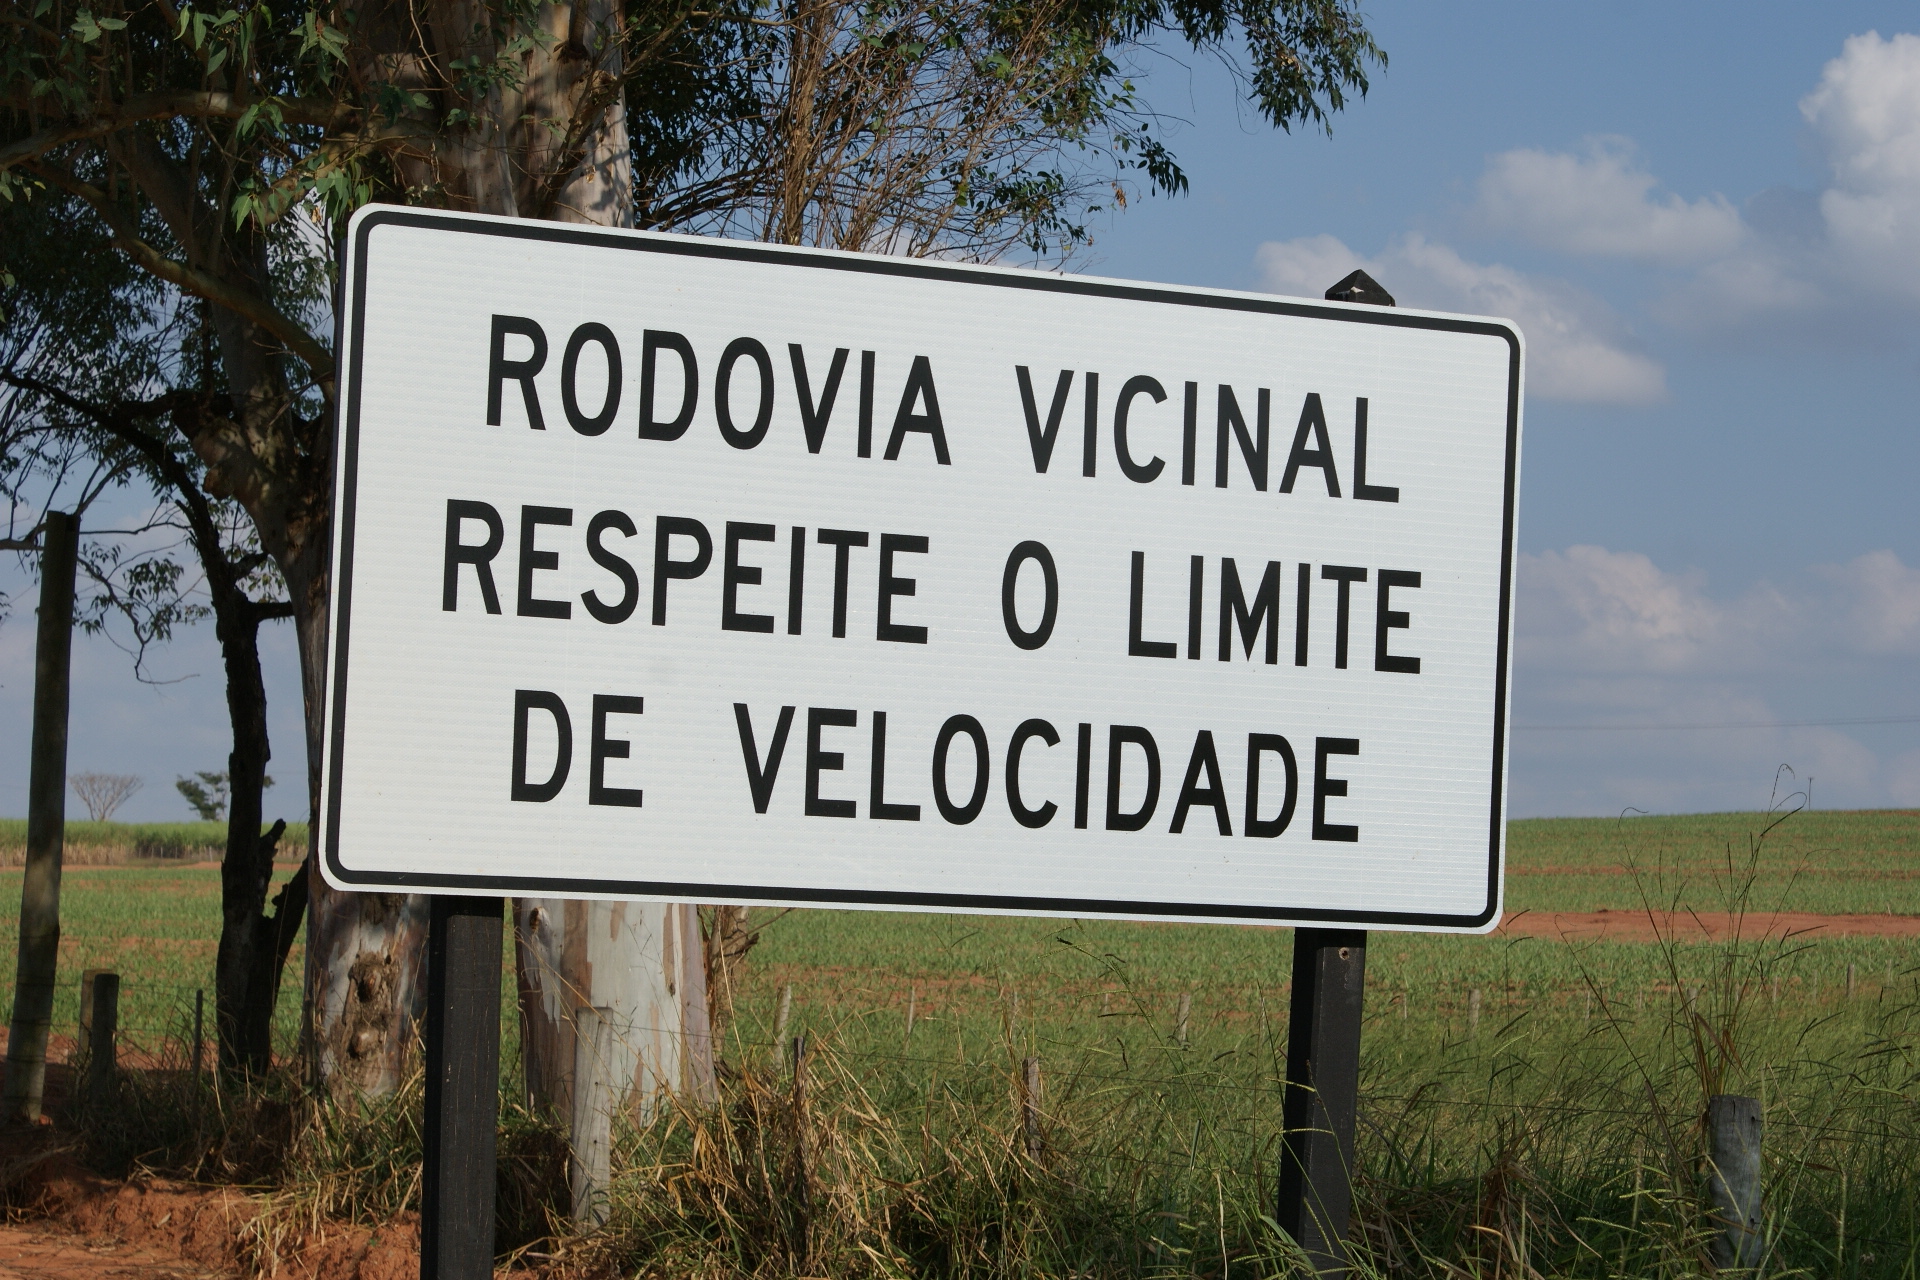 RODOVIA VICINAL
RESPEITE O LIMITE
DE VELOCIDADE